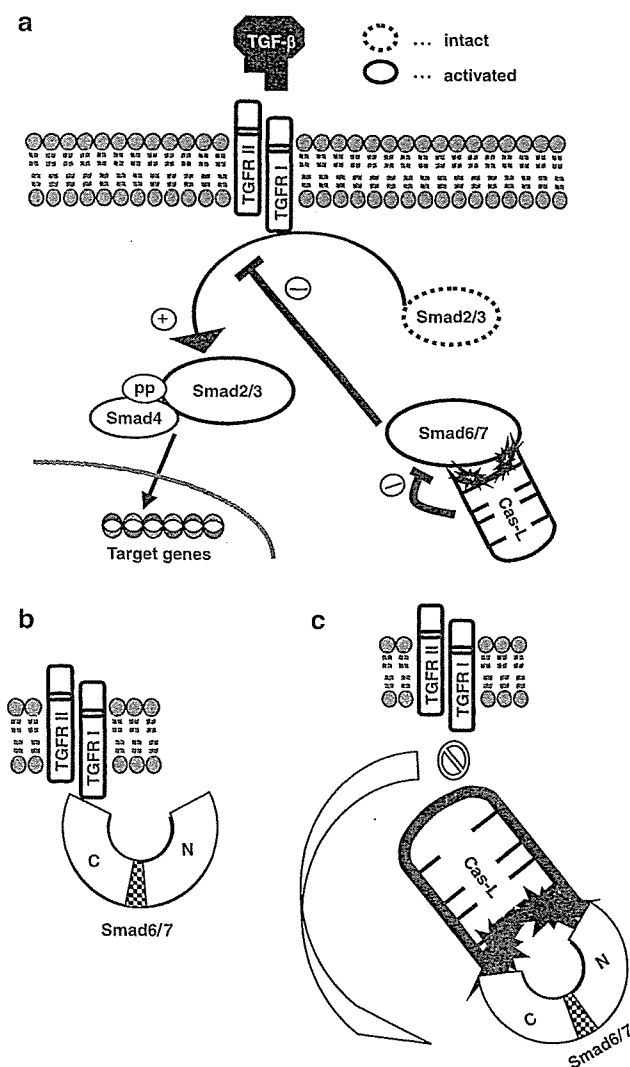 a
TGF-β
... intact
... activated
TGFR II
TGFR I
+
−
Smad2/3
pp
Smad2/3
Smad4
Smad6/7
−
Cas-L
Target genes
b
TGFR II
TGFR I
C
N
Smad6/7
c
TGFR II
TGFR I
Cas-L
N
C
Smad6/7